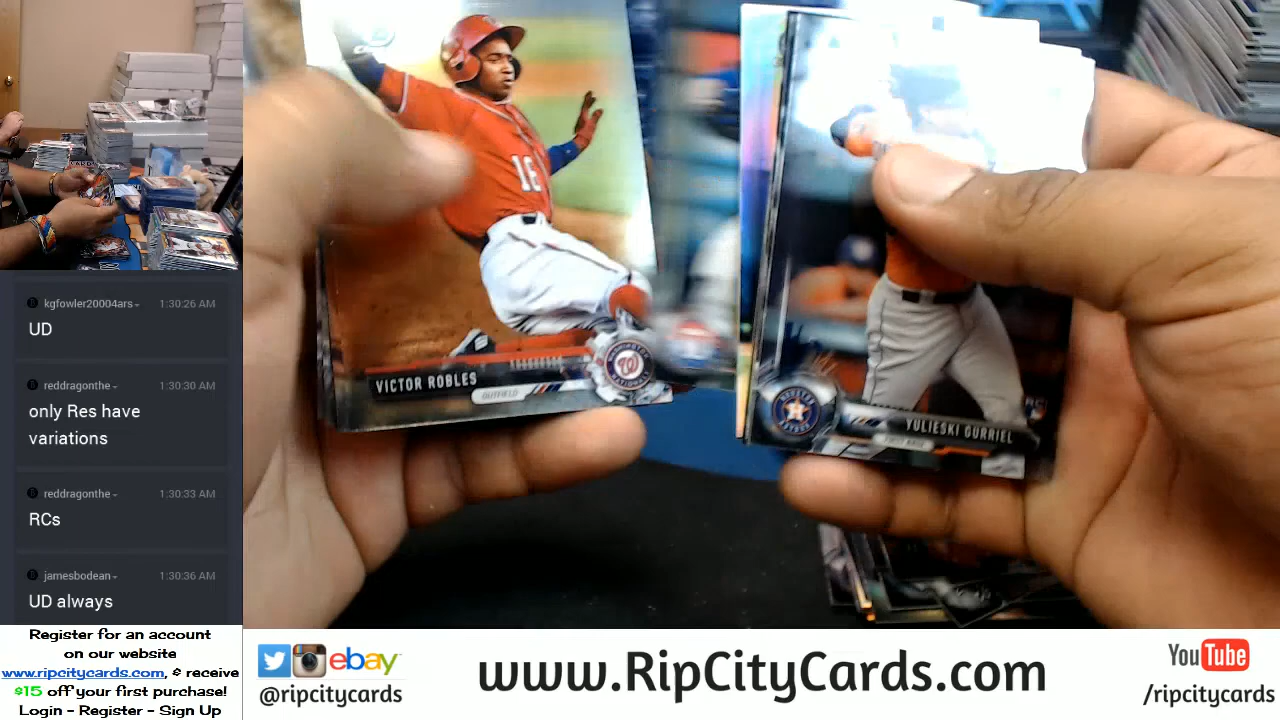 kgfowler20004ars
1:30:26 AM
UD
reddragonthe
1:30:30 AM
only Res have
variations
reddragonthe
1:30:33 AM
RCs
jamesbodean
1:30:36 AM
UD always
Register for an account
on our website
www.ripcitycards.com, & receive
$15 off your first purchase!
Login - Register - Sign Up
16
VICTOR ROBLES
OUTFIELD
W
YULIESKI GURRIEL
FIRST BASE
RC
ebay
@ripcitycards
www.RipCityCards.com
YouTube
/ripcitycards